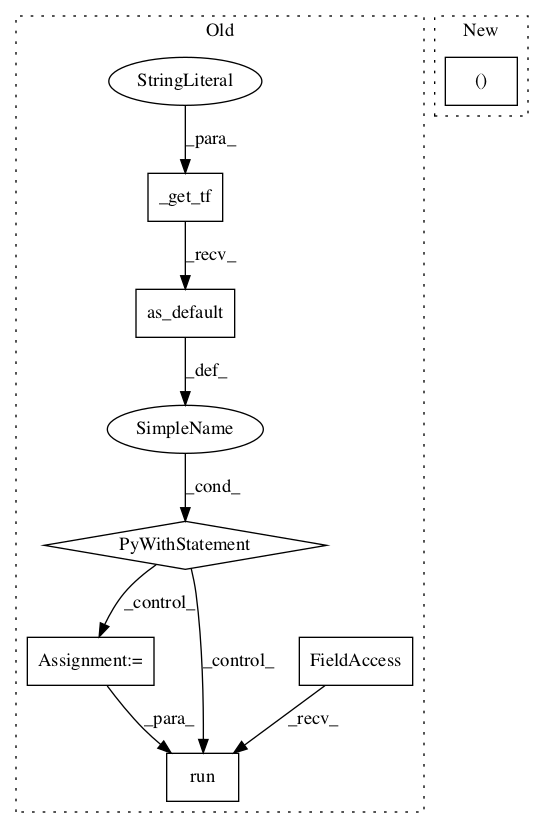 Old
New
StringLiteral
()
_para_
_get_tf
_recv_
as_default
_def_
SimpleName
_cond_
PyWithStatement
_control_
_control_
Assignment:=
FieldAccess
_para_
_recv_
run